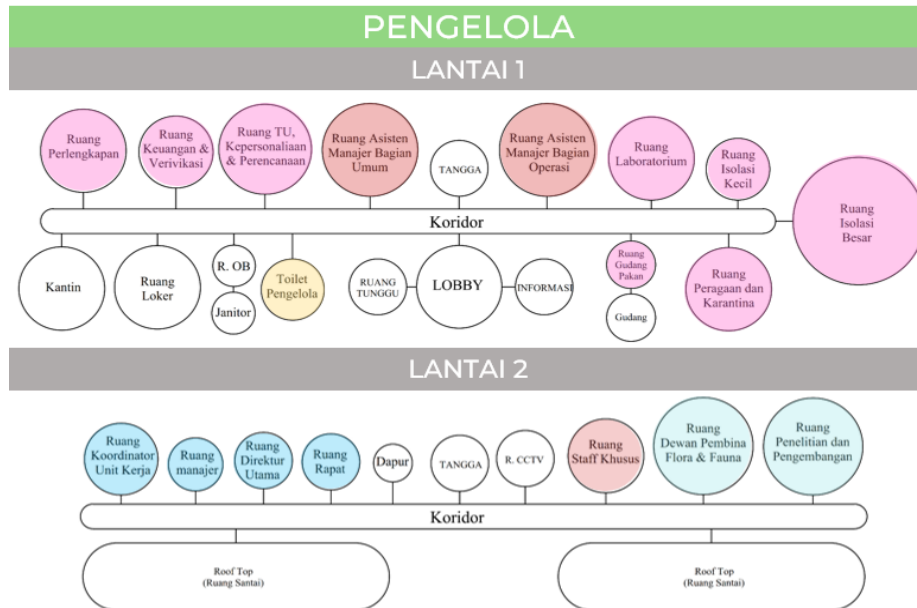 PENGELOLA
LANTAI 1
Ruang
Perlengkapan
Ruang
Keuangan &
Verivikasi
Ruang TU,
Kepersonaliaan
& Perencanaan
Ruang Asisten
Manajer Bagian
Umum
TANGGA
Ruang Asisten
Manajer Bagian
Operasi
Ruang
Laboratorium
Ruang
Isolasi
Kecil
Ruang
Isolasi
Besar
Koridor
Kantin
Ruang
Loker
R. OB
Janitor
Toilet
Pengelola
RUANG
TUNGGU
LOBBY
INFORMASI
Ruang
Gudang
Pakan
Gudang
Ruang
Peragaan dan
Karantina
LANTAI 2
Ruang
Koordinator
Unit Kerja
Ruang
manajer
Ruang
Direktur
Utama
Ruang
Rapat
Dapur
TANGGA
R. CCTV
Ruang
Staff Khusus
Ruang
Dewan Pembina
Flora & Fauna
Ruang
Penelitian dan
Pengembangan
Koridor
Roof Top
(Ruang Santai)
Roof Top
(Ruang Santai)